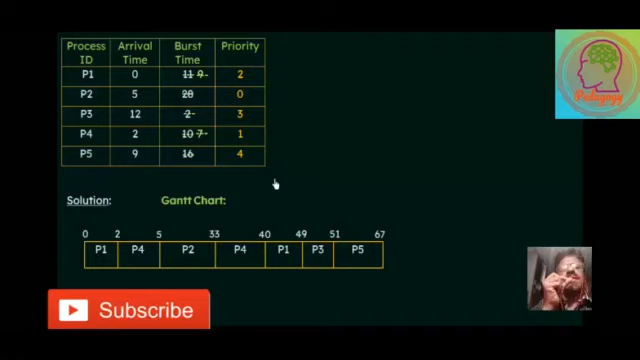 Process ID Arrival Time Burst Time Priority
P1 0 11 9 2
P2 5 28 0
P3 12 2 3
P4 2 10 7 1
P5 9 16 4
Solution: Gantt Chart:
0 2 5 33 40 49 51 67
P1 P4 P2 P4 P1 P3 P5
Subscribe
Pedagogy